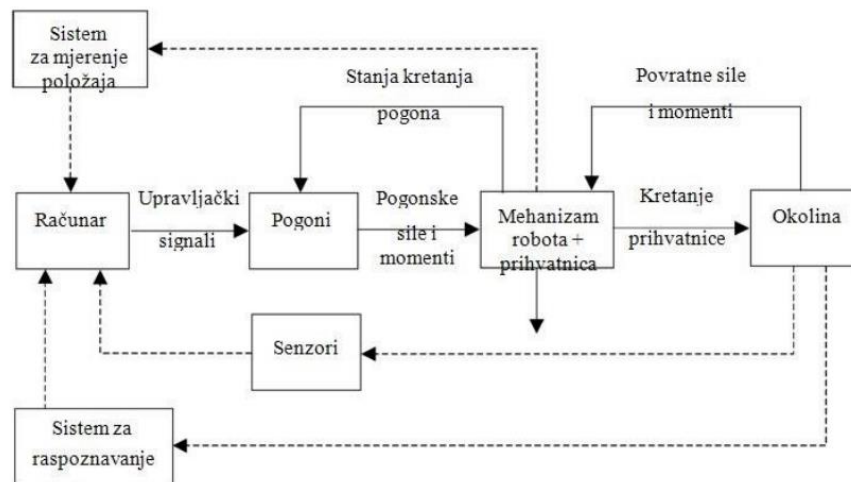 Sistem
za mjerenje
položaja
Stanja kretanja
pogona
Povratne sile
i momenti
Računar
Upravljački
signali
Pogoni
Pogonske
sile i
momenti
Mehanizam
robota +
prihvatnica
Kretanje
prihvatnice
Okolina
Senzori
Sistem za
raspoznavanje